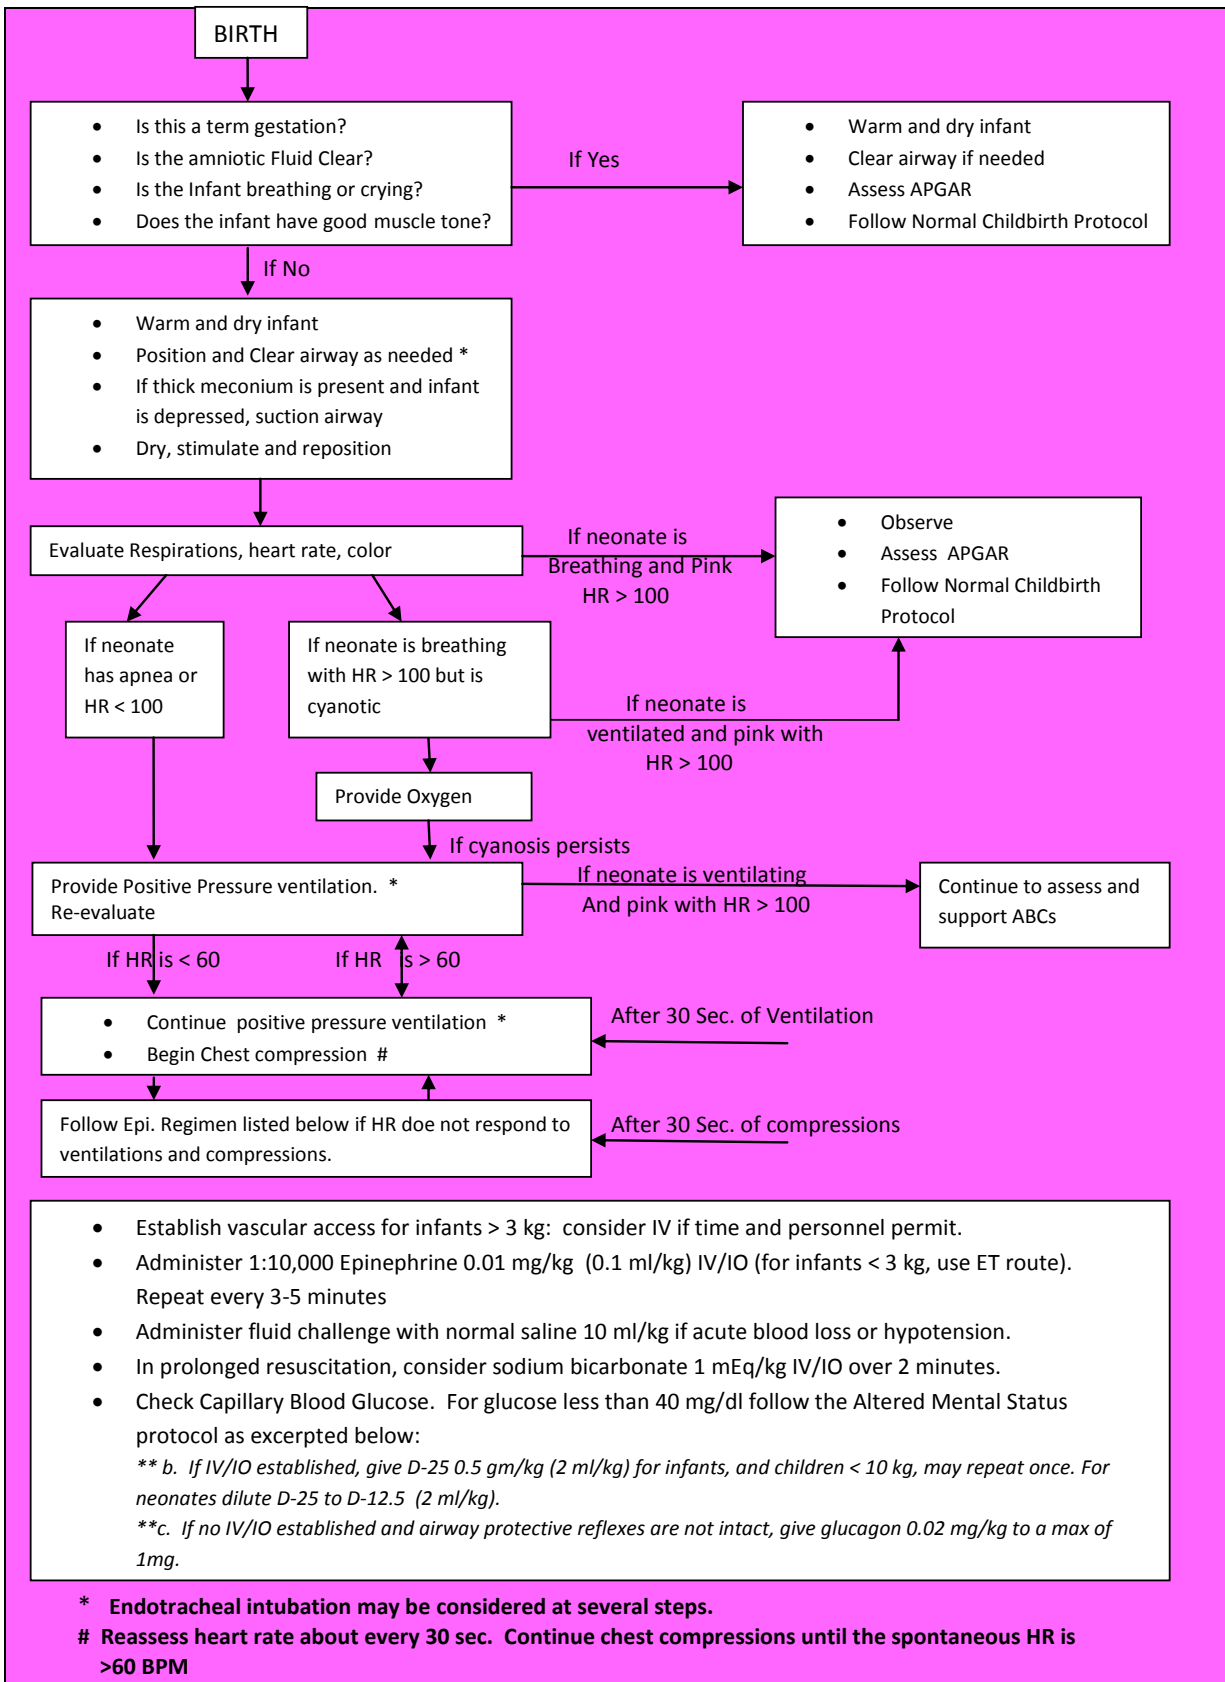 BIRTH
• Is this a term gestation?
• Is the amniotic Fluid Clear?
• Is the Infant breathing or crying?
• Does the infant have good muscle tone?
If Yes
• Warm and dry infant
• Clear airway if needed
• Assess APGAR
• Follow Normal Childbirth Protocol
If No
• Warm and dry infant
• Position and Clear airway as needed *
• If thick meconium is present and infant
is depressed, suction airway
• Dry, stimulate and reposition
Evaluate Respirations, heart rate, color
If neonate is
Breathing and Pink
HR > 100
• Observe
• Assess APGAR
• Follow Normal Childbirth
Protocol
If neonate
has apnea or
HR < 100
If neonate is breathing
with HR > 100 but is
cyanotic
If neonate is
ventilated and pink with
HR > 100
Provide Oxygen
If cyanosis persists
Provide Positive Pressure ventilation. *
Re-evaluate
If neonate is ventilating
And pink with HR > 100
Continue to assess and
support ABCs
If HR is < 60
If HR is > 60
• Continue positive pressure ventilation *
• Begin Chest compression #
After 30 Sec. of Ventilation
Follow Epi. Regimen listed below if HR doe not respond to
ventilations and compressions.
After 30 Sec. of compressions
• Establish vascular access for infants > 3 kg: consider IV if time and personnel permit.
• Administer 1:10,000 Epinephrine 0.01 mg/kg (0.1 ml/kg) IV/IO (for infants < 3 kg, use ET route).
Repeat every 3-5 minutes
• Administer fluid challenge with normal saline 10 ml/kg if acute blood loss or hypotension.
• In prolonged resuscitation, consider sodium bicarbonate 1 mEq/kg IV/IO over 2 minutes.
• Check Capillary Blood Glucose. For glucose less than 40 mg/dl follow the Altered Mental Status
protocol as excerpted below:
** b. If IV/IO established, give D-25 0.5 gm/kg (2 ml/kg) for infants, and children < 10 kg, may repeat once. For
neonates dilute D-25 to D-12.5 (2 ml/kg).
**c. If no IV/IO established and airway protective reflexes are not intact, give glucagon 0.02 mg/kg to a max of
1mg.
* Endotracheal intubation may be considered at several steps.
# Reassess heart rate about every 30 sec. Continue chest compressions until the spontaneous HR is
>60 BPM